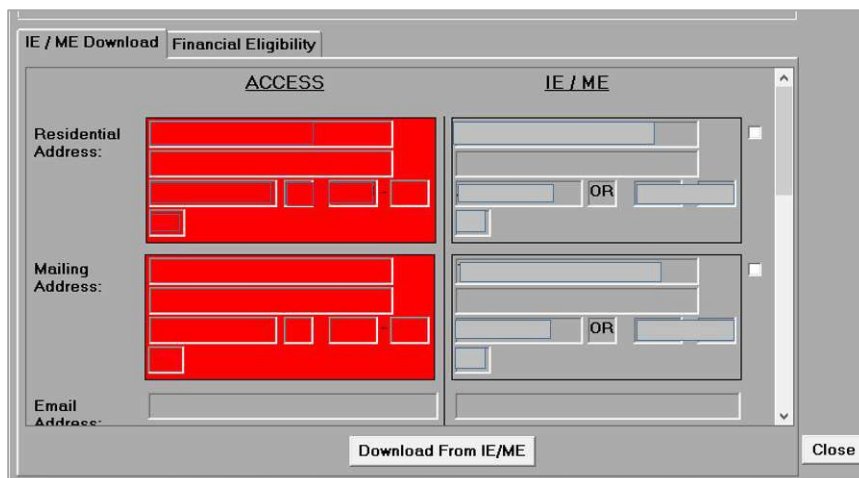 IE / ME Download Financial Eligibility
ACCESS IE / ME
Residential
Address:
-
OR
Mailing
Address:
-
OR
Email
Address:
Download From IE/ME
Close